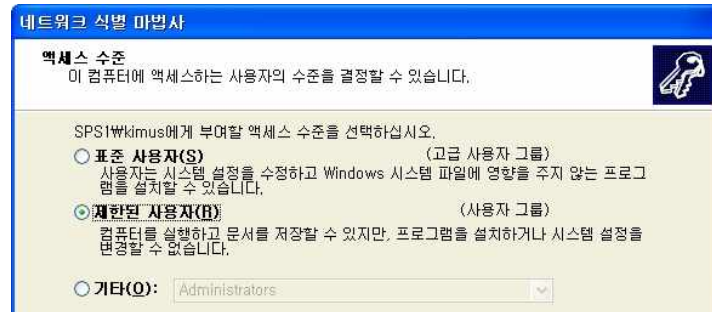 네트워크 식별 마법사
액세스 수준
이 컴퓨터에 액세스하는 사용자의 수준을 결정할 수 있습니다.
SPS1₩kimus에게 부여할 액세스 수준을 선택하십시오.
표준 사용자(S) (고급 사용자 그룹)
사용자는 시스템 설정을 수정하고 Windows 시스템 파일에 영향을 주지 않는 프로그
램을 설치할 수 있습니다.
제한된 사용자(R) (사용자 그룹)
컴퓨터를 실행하고 문서를 저장할 수 있지만, 프로그램을 설치하거나 시스템 설정을
변경할 수 없습니다.
기타(O): Administrators